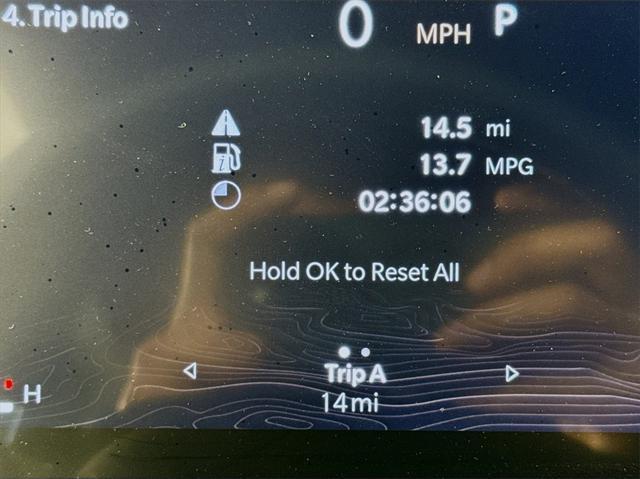 4. Trip Info
0 MPH P
14.5 mi
13.7 MPG
02:36:06
Hold OK to Reset All
H
Trip A
14mi